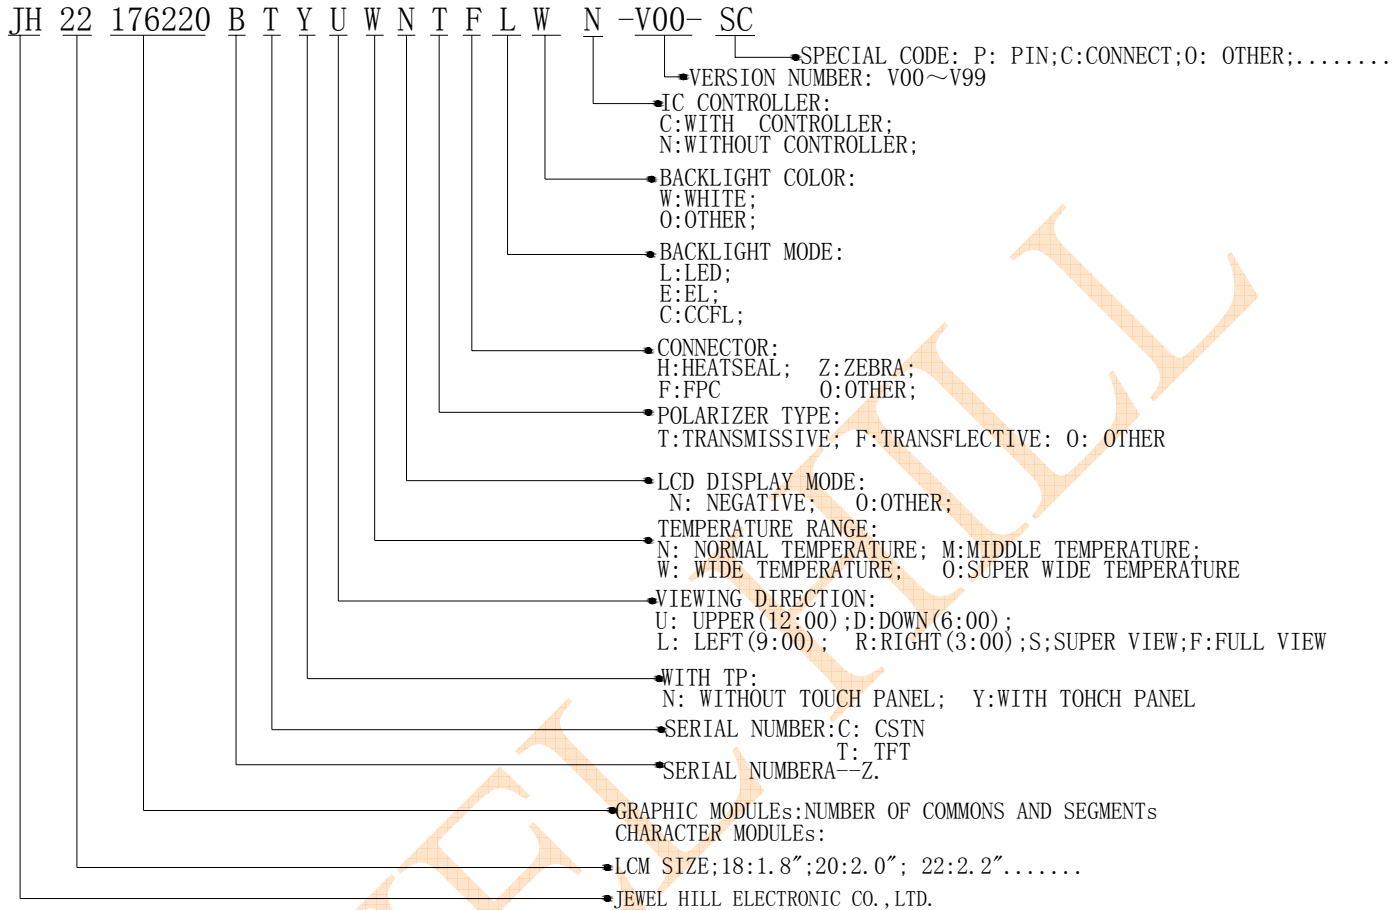 JH 22 176220 B T Y U W N T F L W N -V00- SC
SPECIAL CODE: P: PIN;C:CONNECT;O: OTHER;........
VERSION NUMBER: V00～V99
IC CONTROLLER:
C:WITH CONTROLLER;
N:WITHOUT CONTROLLER;
BACKLIGHT COLOR:
W:WHITE;
O:OTHER;
BACKLIGHT MODE:
L:LED;
E:EL;
C:CCFL;
CONNECTOR:
H:HEATSEAL; Z:ZEBRA;
F:FPC O:OTHER;
POLARIZER TYPE:
T:TRANSMISSIVE; F:TRANSFLECTIVE: O: OTHER
LCD DISPLAY MODE:
N: NEGATIVE; O:OTHER;
TEMPERATURE RANGE:
N: NORMAL TEMPERATURE; M:MIDDLE TEMPERATURE;
W: WIDE TEMPERATURE; O:SUPER WIDE TEMPERATURE
VIEWING DIRECTION:
U: UPPER(12:00);D:DOWN(6:00);
L: LEFT(9:00), R:RIGHT(3:00);S;SUPER VIEW;F:FULL VIEW
WITH TP:
N: WITHOUT TOUCH PANEL; Y:WITH TOHCH PANEL
SERIAL NUMBER:C: CSTN
T: TFT
SERIAL NUMBERA--Z.
GRAPHIC MODULEs:NUMBER OF COMMONS AND SEGMENTs
CHARACTER MODULEs:
LCM SIZE;18:1.8″;20:2.0″; 22:2.2″.......
JEWEL HILL ELECTRONIC CO.,LTD.
EL HILL